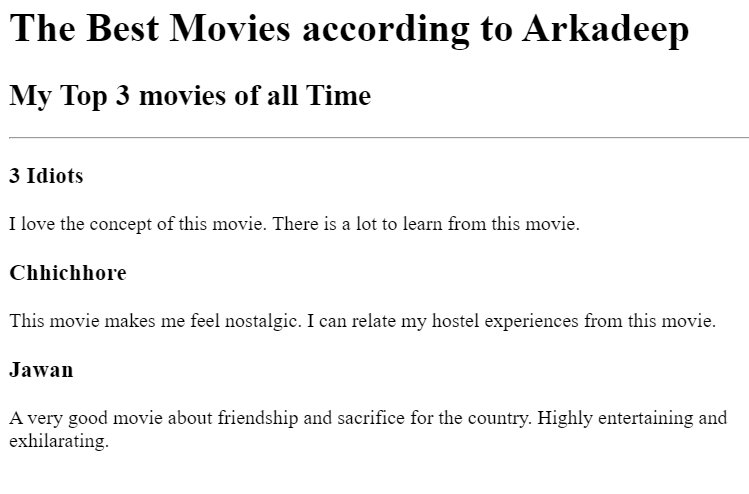 The Best Movies according to Arkadeep
My Top 3 movies of all Time
3 Idiots
I love the concept of this movie. There is a lot to learn from this movie.
Chhichhore
This movie makes me feel nostalgic. I can relate my hostel experiences from this movie.
Jawan
A very good movie about friendship and sacrifice for the country. Highly entertaining and
exhilarating.